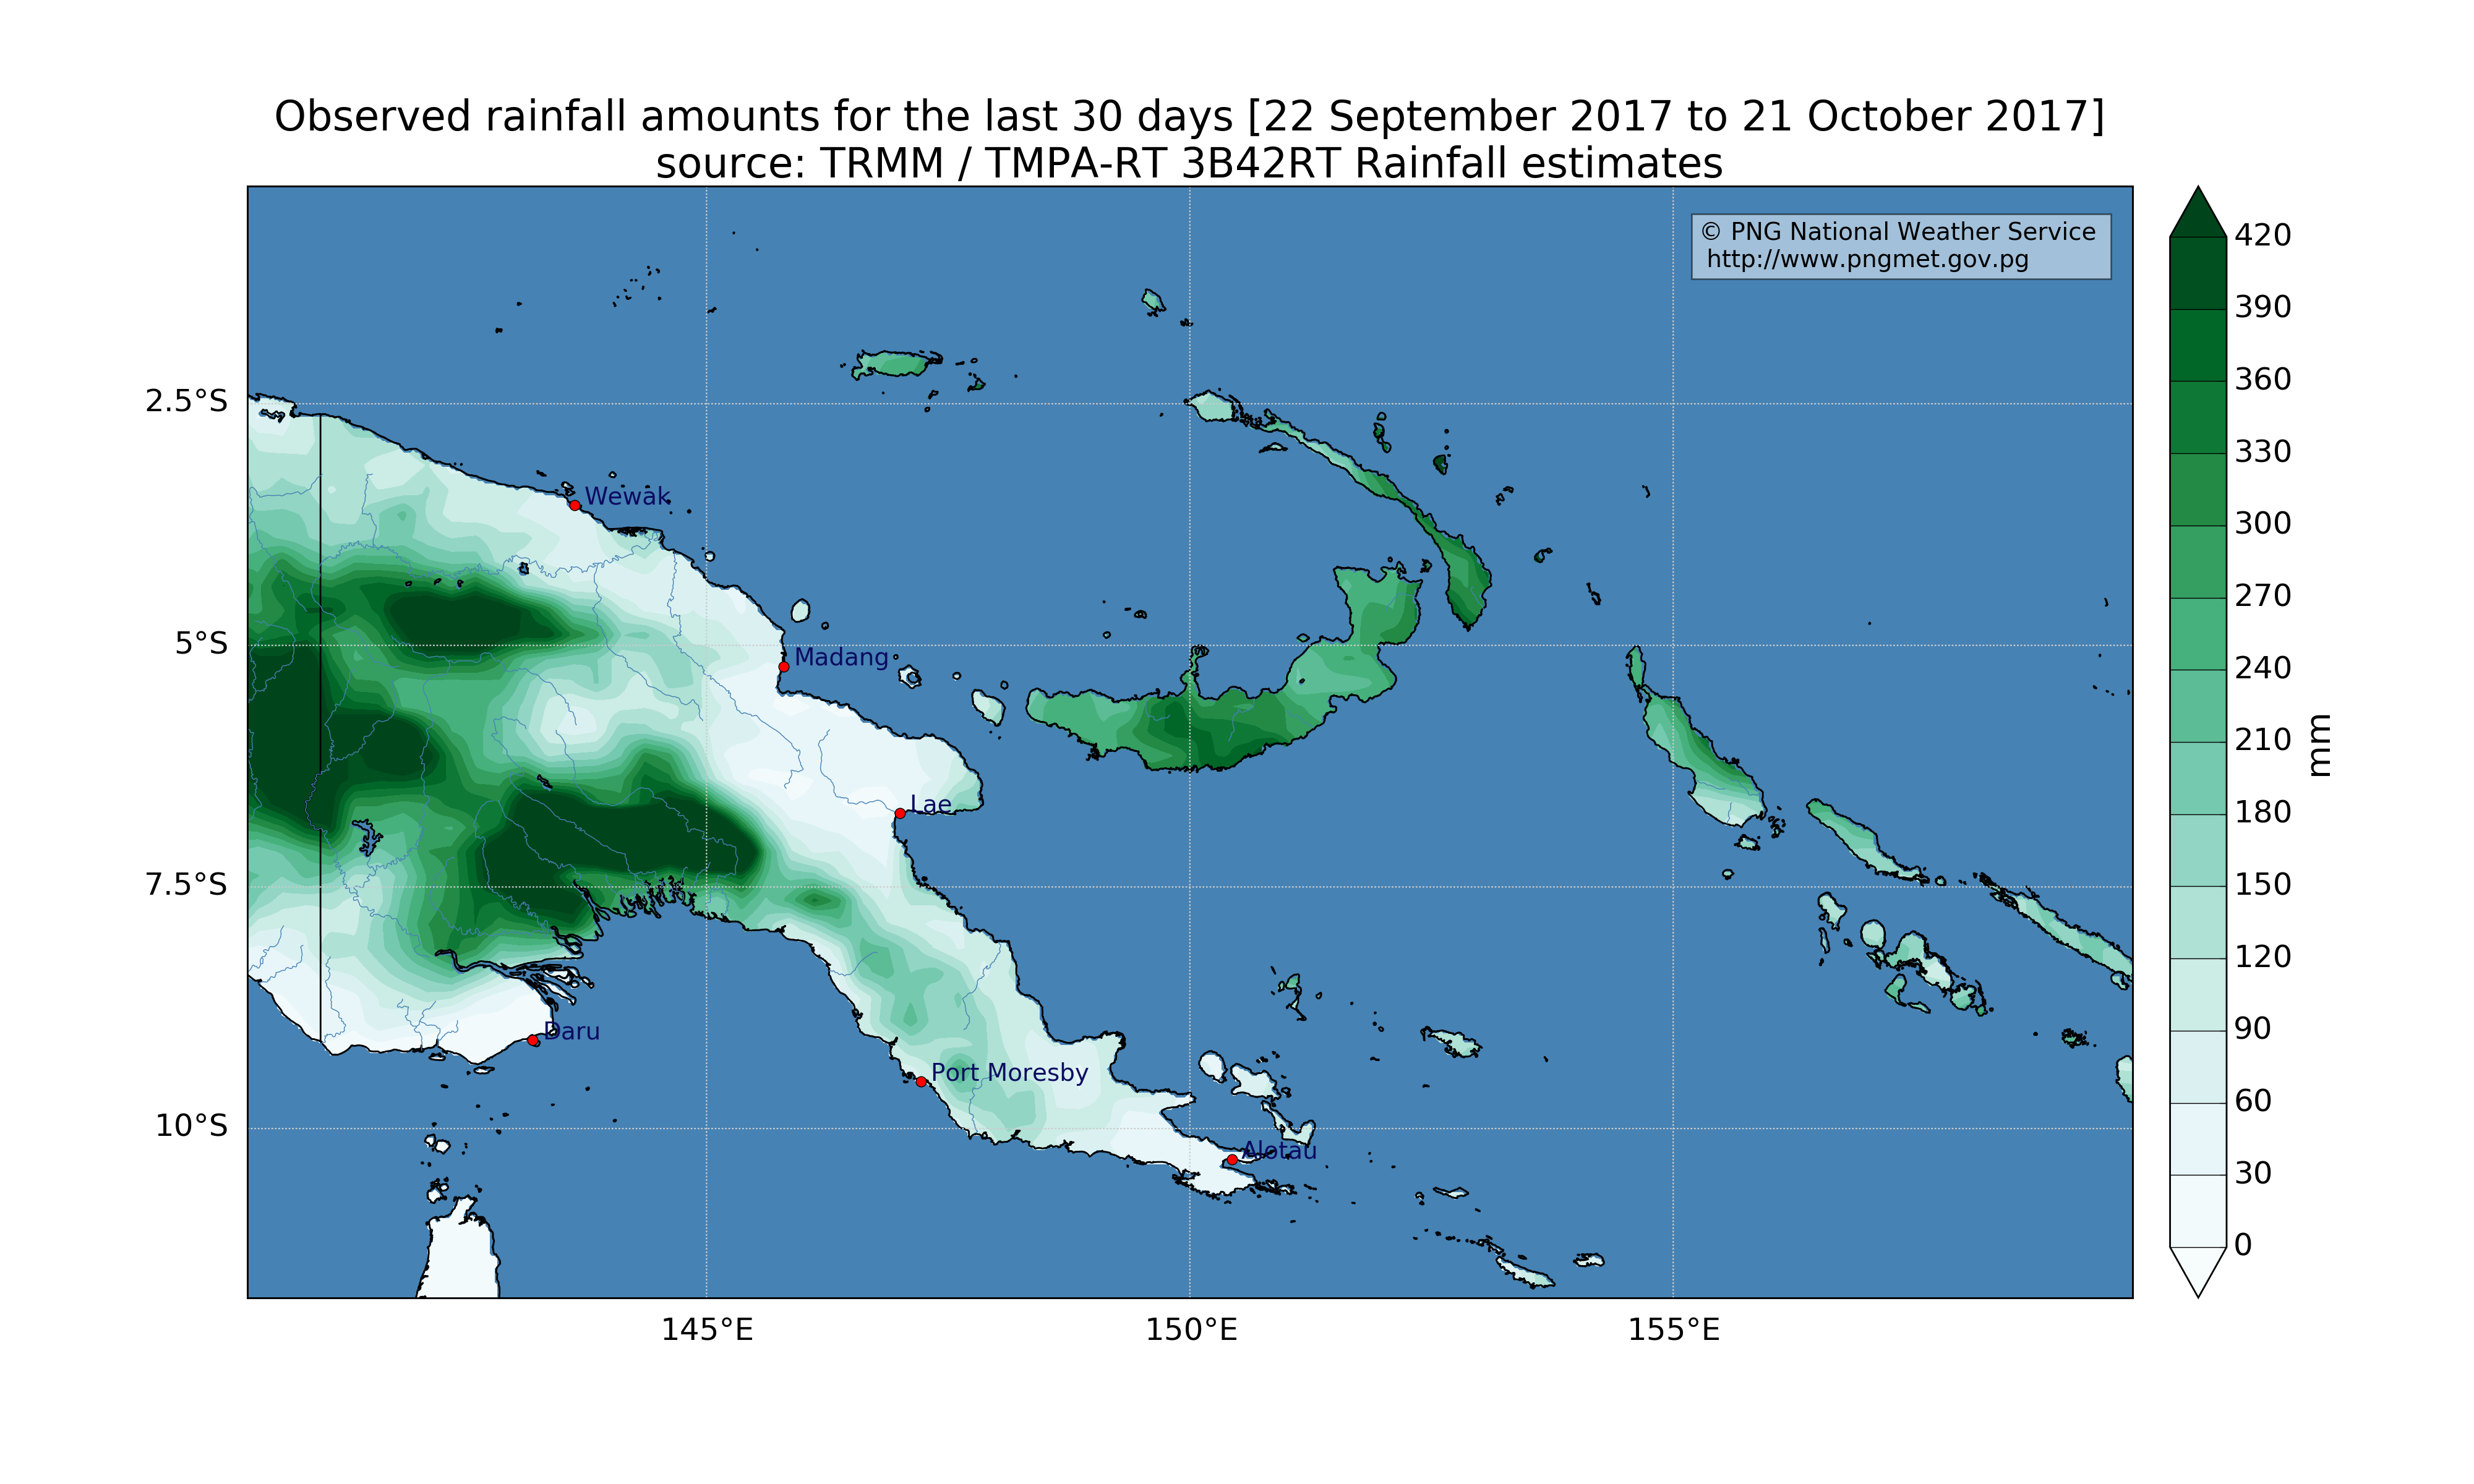 Observed rainfall amounts for the last 30 days [22 September 2017 to 21 October 2017]
source: TRMM / TMPA-RT 3B42RT Rainfall estimates
© PNG National Weather Service
http://www.pngmet.gov.pg
420
390
360
330
300
270
240
210
180
150
120
90
60
30
0
mm
2.5°S
5°S
7.5°S
10°S
Wewak
Madang
Lae
Daru
Port Moresby
Alotau
145°E
150°E
155°E